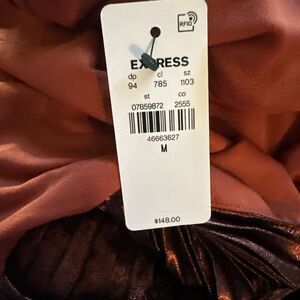 RFID
EXPRESS
dp cl sz
94 785 1103
st co
07859872 2555
46663627
M
$148.00